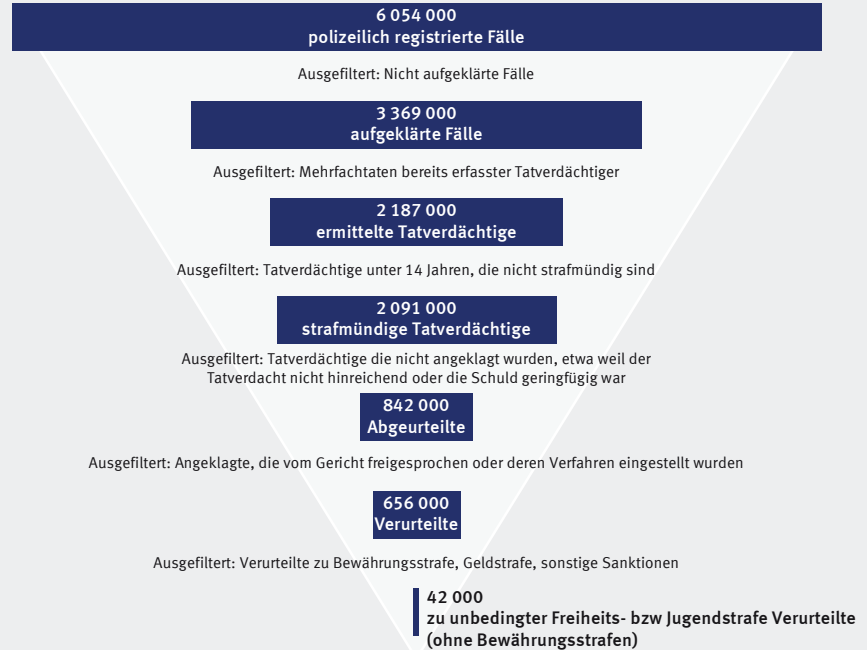 6 054 000
polizeilich registrierte Fälle
Ausgefiltert: Nicht aufgeklärte Fälle
3 369 000
aufgeklärte Fälle
Ausgefiltert: Mehrfachtaten bereits erfasster Tatverdächtiger
2 187 000
ermittelte Tatverdächtige
Ausgefiltert: Tatverdächtige unter 14 Jahren, die nicht strafmündig sind
2 091 000
strafmündige Tatverdächtige
Ausgefiltert: Tatverdächtige die nicht angeklagt wurden, etwa weil der
Tatverdacht nicht hinreichend oder die Schuld geringfügig war
842 000
Abgeurteilte
Ausgefiltert: Angeklagte, die vom Gericht freigesprochen oder deren Verfahren eingestellt wurden
656 000
Verurteilte
Ausgefiltert: Verurteilte zu Bewährungsstrafe, Geldstrafe, sonstige Sanktionen
42 000
zu unbedingter Freiheits- bzw Jugendstrafe Verurteilte
(ohne Bewährungsstrafen)